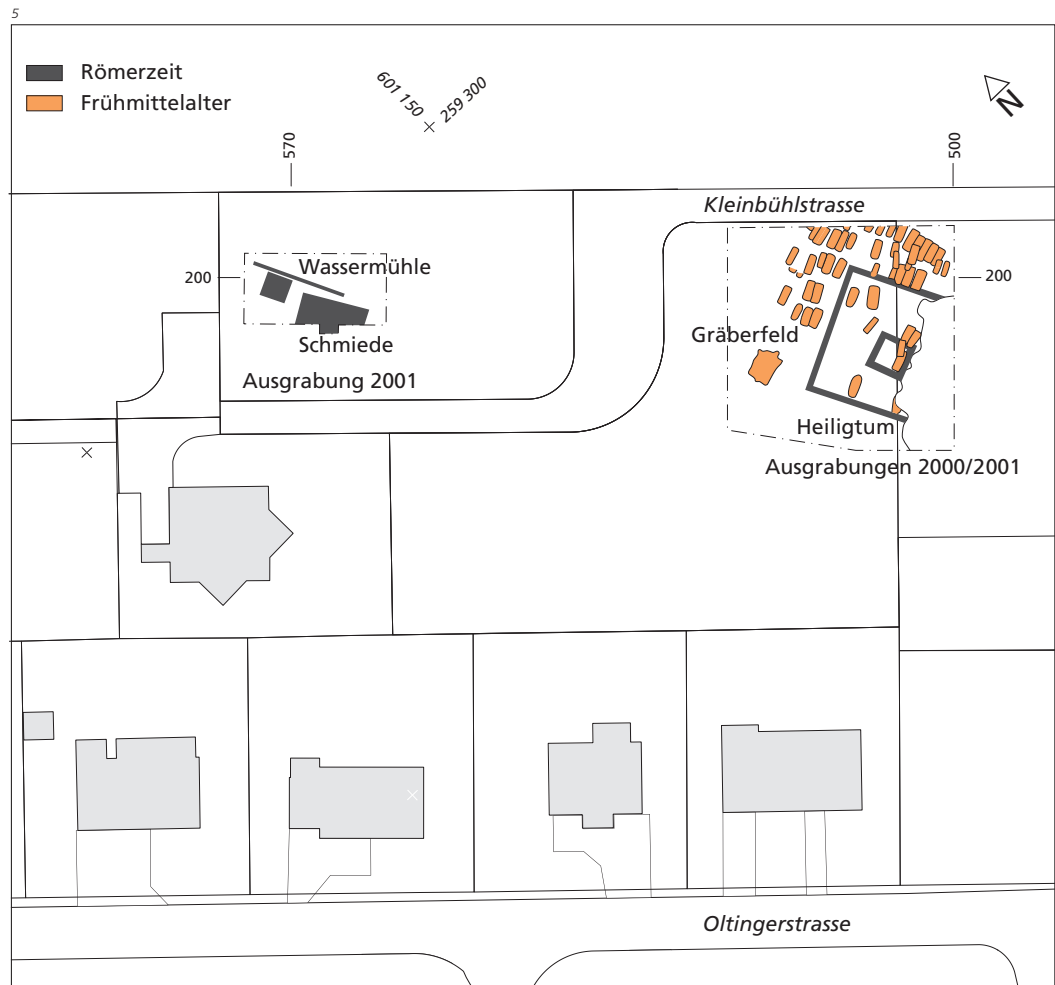 5
Römerzeit
Frühmittelalter
601 150
259 300
N
570
500
Kleinbühlstrasse
200
Wassermühle
200
Schmiede
Gräberfeld
Ausgrabung 2001
Heiligtum
Ausgrabungen 2000/2001
Oltingerstrasse